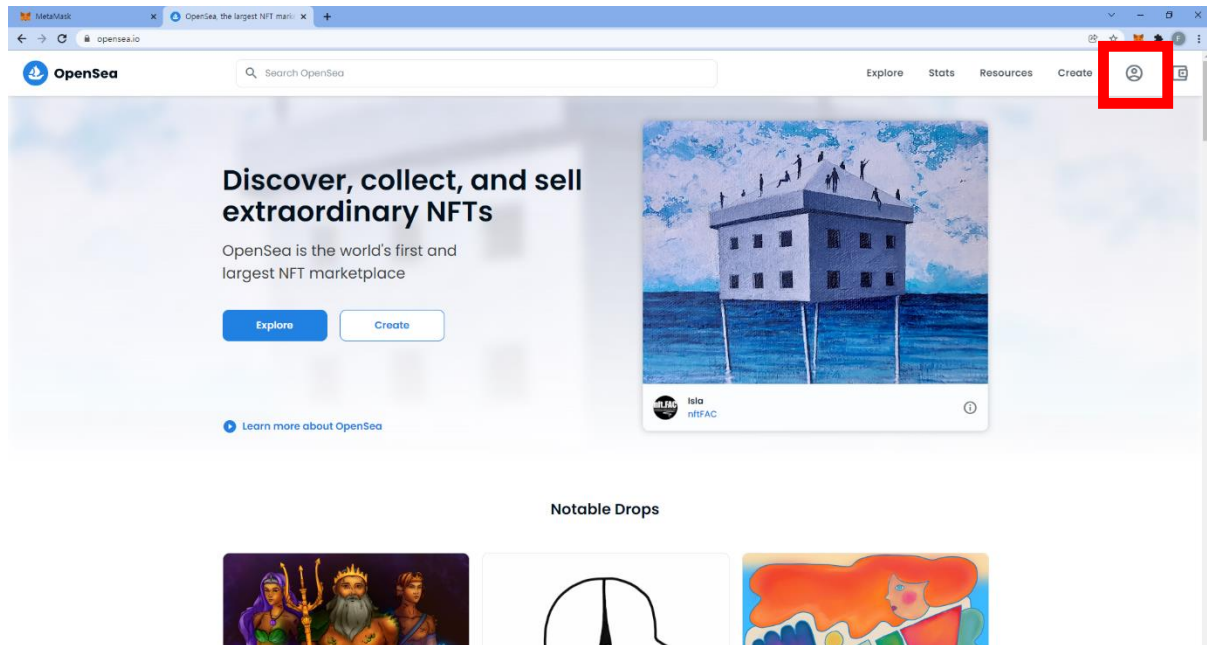 MetaMask
OpenSea, the largest NFT mark
opensea.io
OpenSea
Search OpenSea
Explore
Stats
Resources
Create
Discover, collect, and sell
extraordinary NFTs
OpenSea is the world's first and
largest NFT marketplace
Explore
Create
Isla
nftFAC
Learn more about OpenSea
Notable Drops